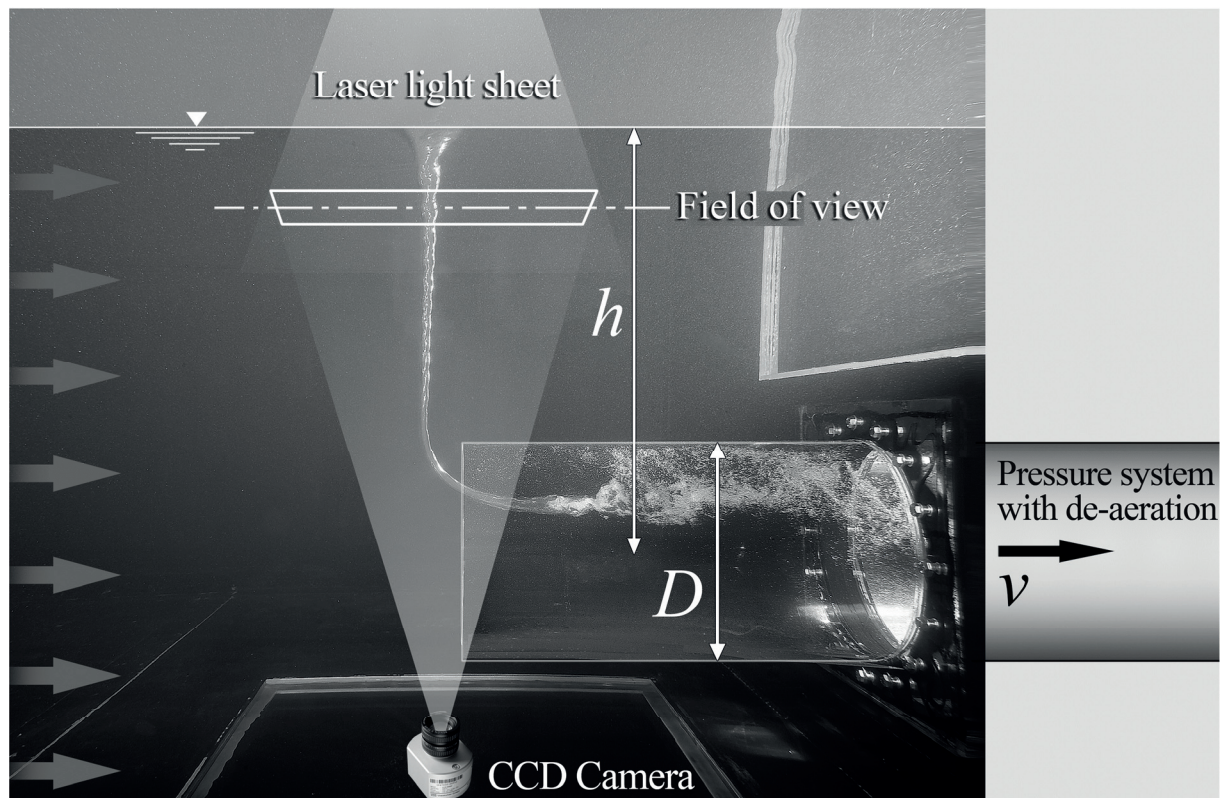 Laser light sheet
Field of view
h
Pressure system
with de-aeration
D
v
CCD Camera